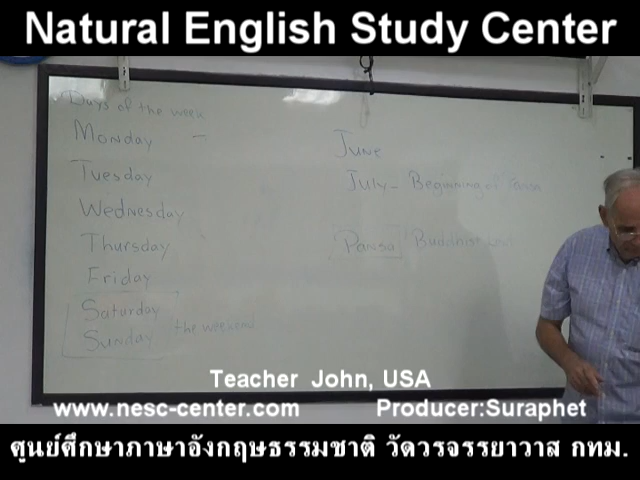 Natural English Study Center
Days of the week
Monday –
Tuesday
Wednesday
Thursday
Friday
Saturday
Sunday
the weekend
June
July – Beginning of Pansa
Pansa Buddhist
Teacher John, USA
www.nesc-center.com Producer:Suraphet
ศูนย์ศึกษาภาษาอังกฤษธรรมชาติ วัดวรจรรยาวาส กทม.